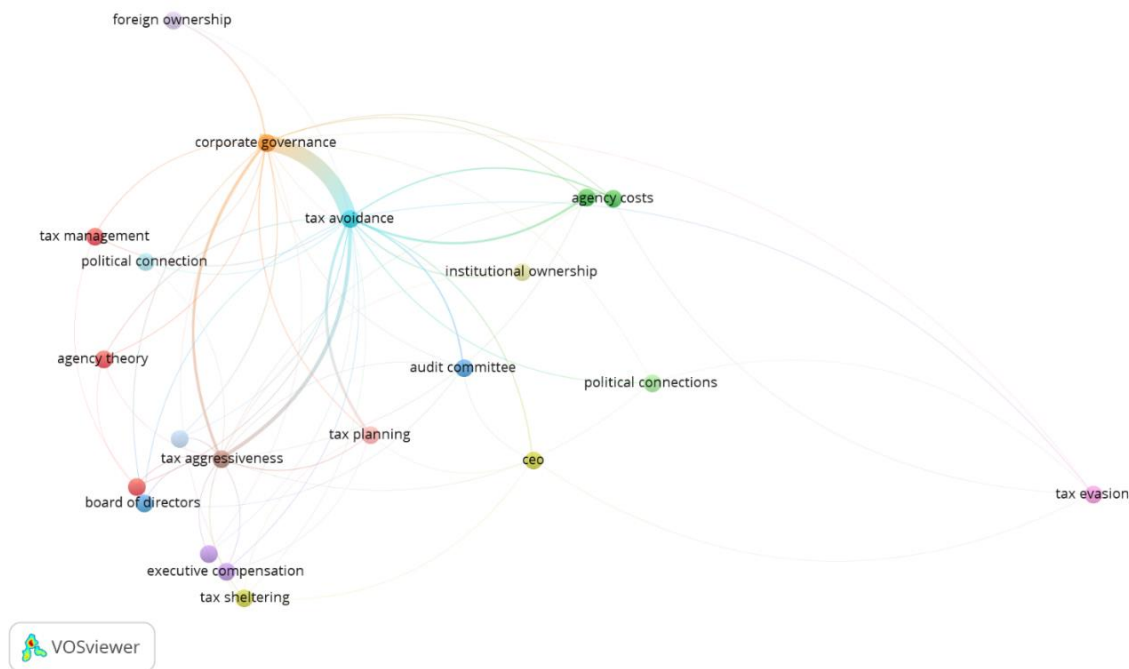 foreign ownership
corporate governance
agency costs
tax avoidance
tax management
political connection
institutional ownership
agency theory
audit committee
political connections
tax planning
tax aggressiveness
ceo
tax evasion
board of directors
executive compensation
tax sheltering
VOSviewer